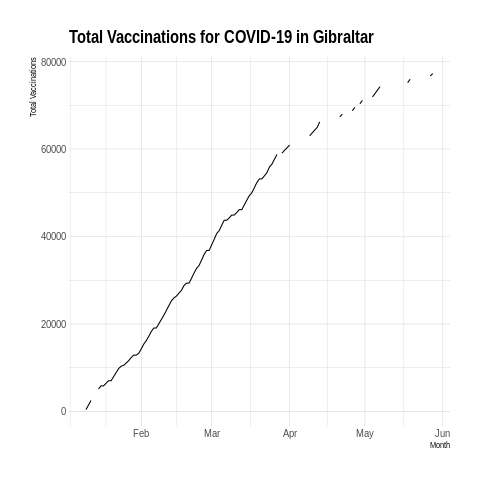 Total Vaccinations for COVID-19 in Gibraltar
Total Vaccinations
80000
60000
40000
20000
0
Feb Mar Apr May Jun
Month